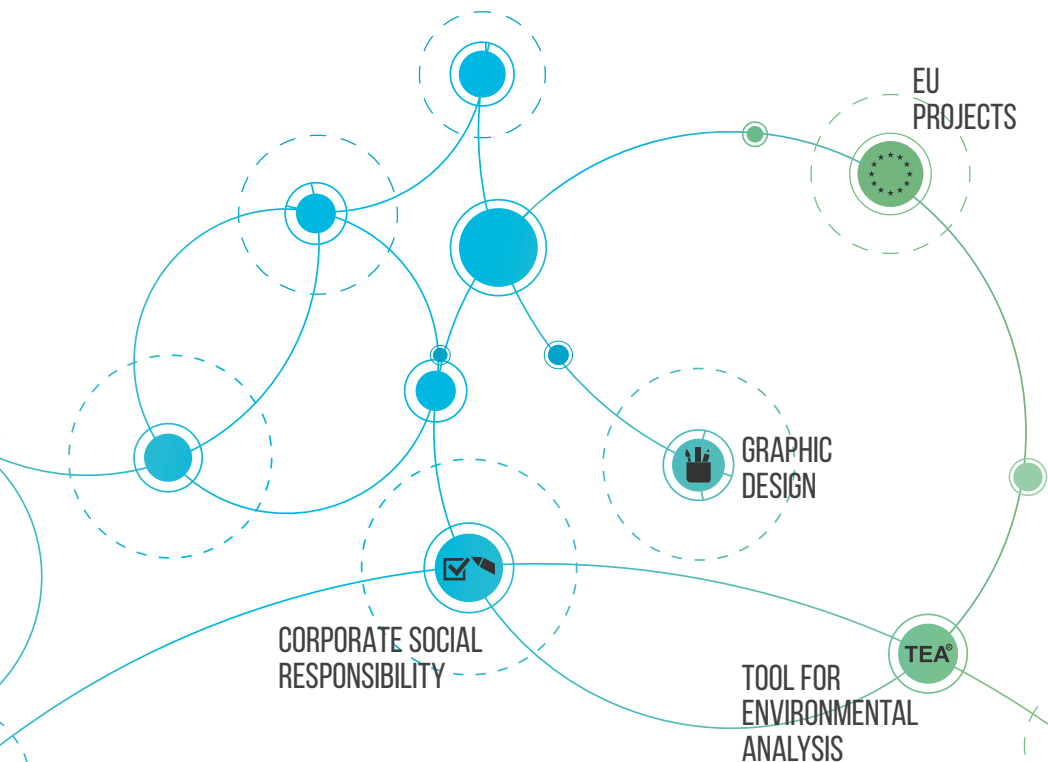 EU
PROJECTS
GRAPHIC
DESIGN
CORPORATE SOCIAL
RESPONSIBILITY
TEA®
TOOL FOR
ENVIRONMENTAL
ANALYSIS